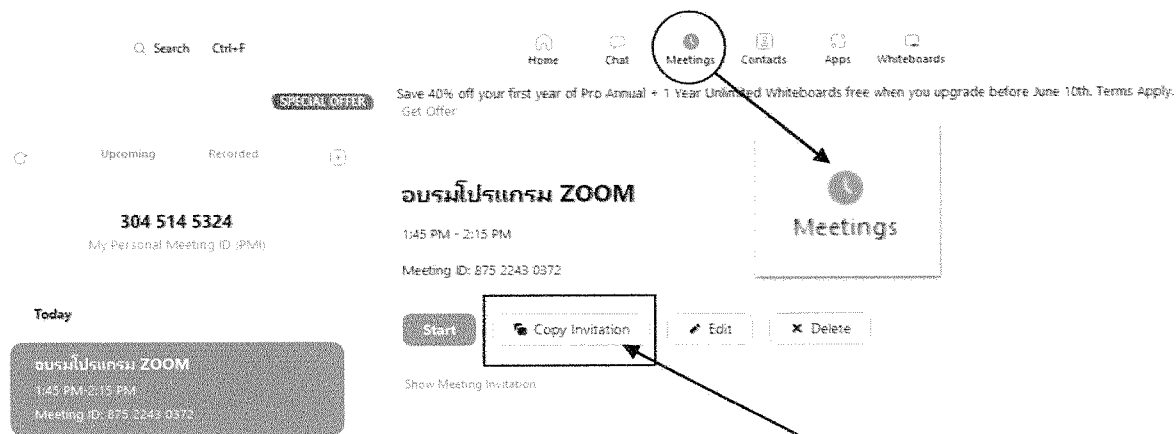 Search Ctrl+F
Home Chat Meetings Contacts Apps Whiteboards
SPECIAL OFFER
Save 40% off your first year of Pro Annual + 1 Year Unlimited Whiteboards free when you upgrade before June 10th. Terms Apply.
Get Offer
Upcoming Recorded
304 514 5324
My Personal Meeting ID (PMI)
Today
อบรมโปรแกรม ZOOM
1:45 PM-2:15 PM
Meeting ID: 875 2243 0372
อบรมโปรแกรม ZOOM
1:45 PM - 2:15 PM
Meeting ID: 875 2243 0372
Start Copy Invitation Edit Delete
Show Meeting Invitation
Meetings